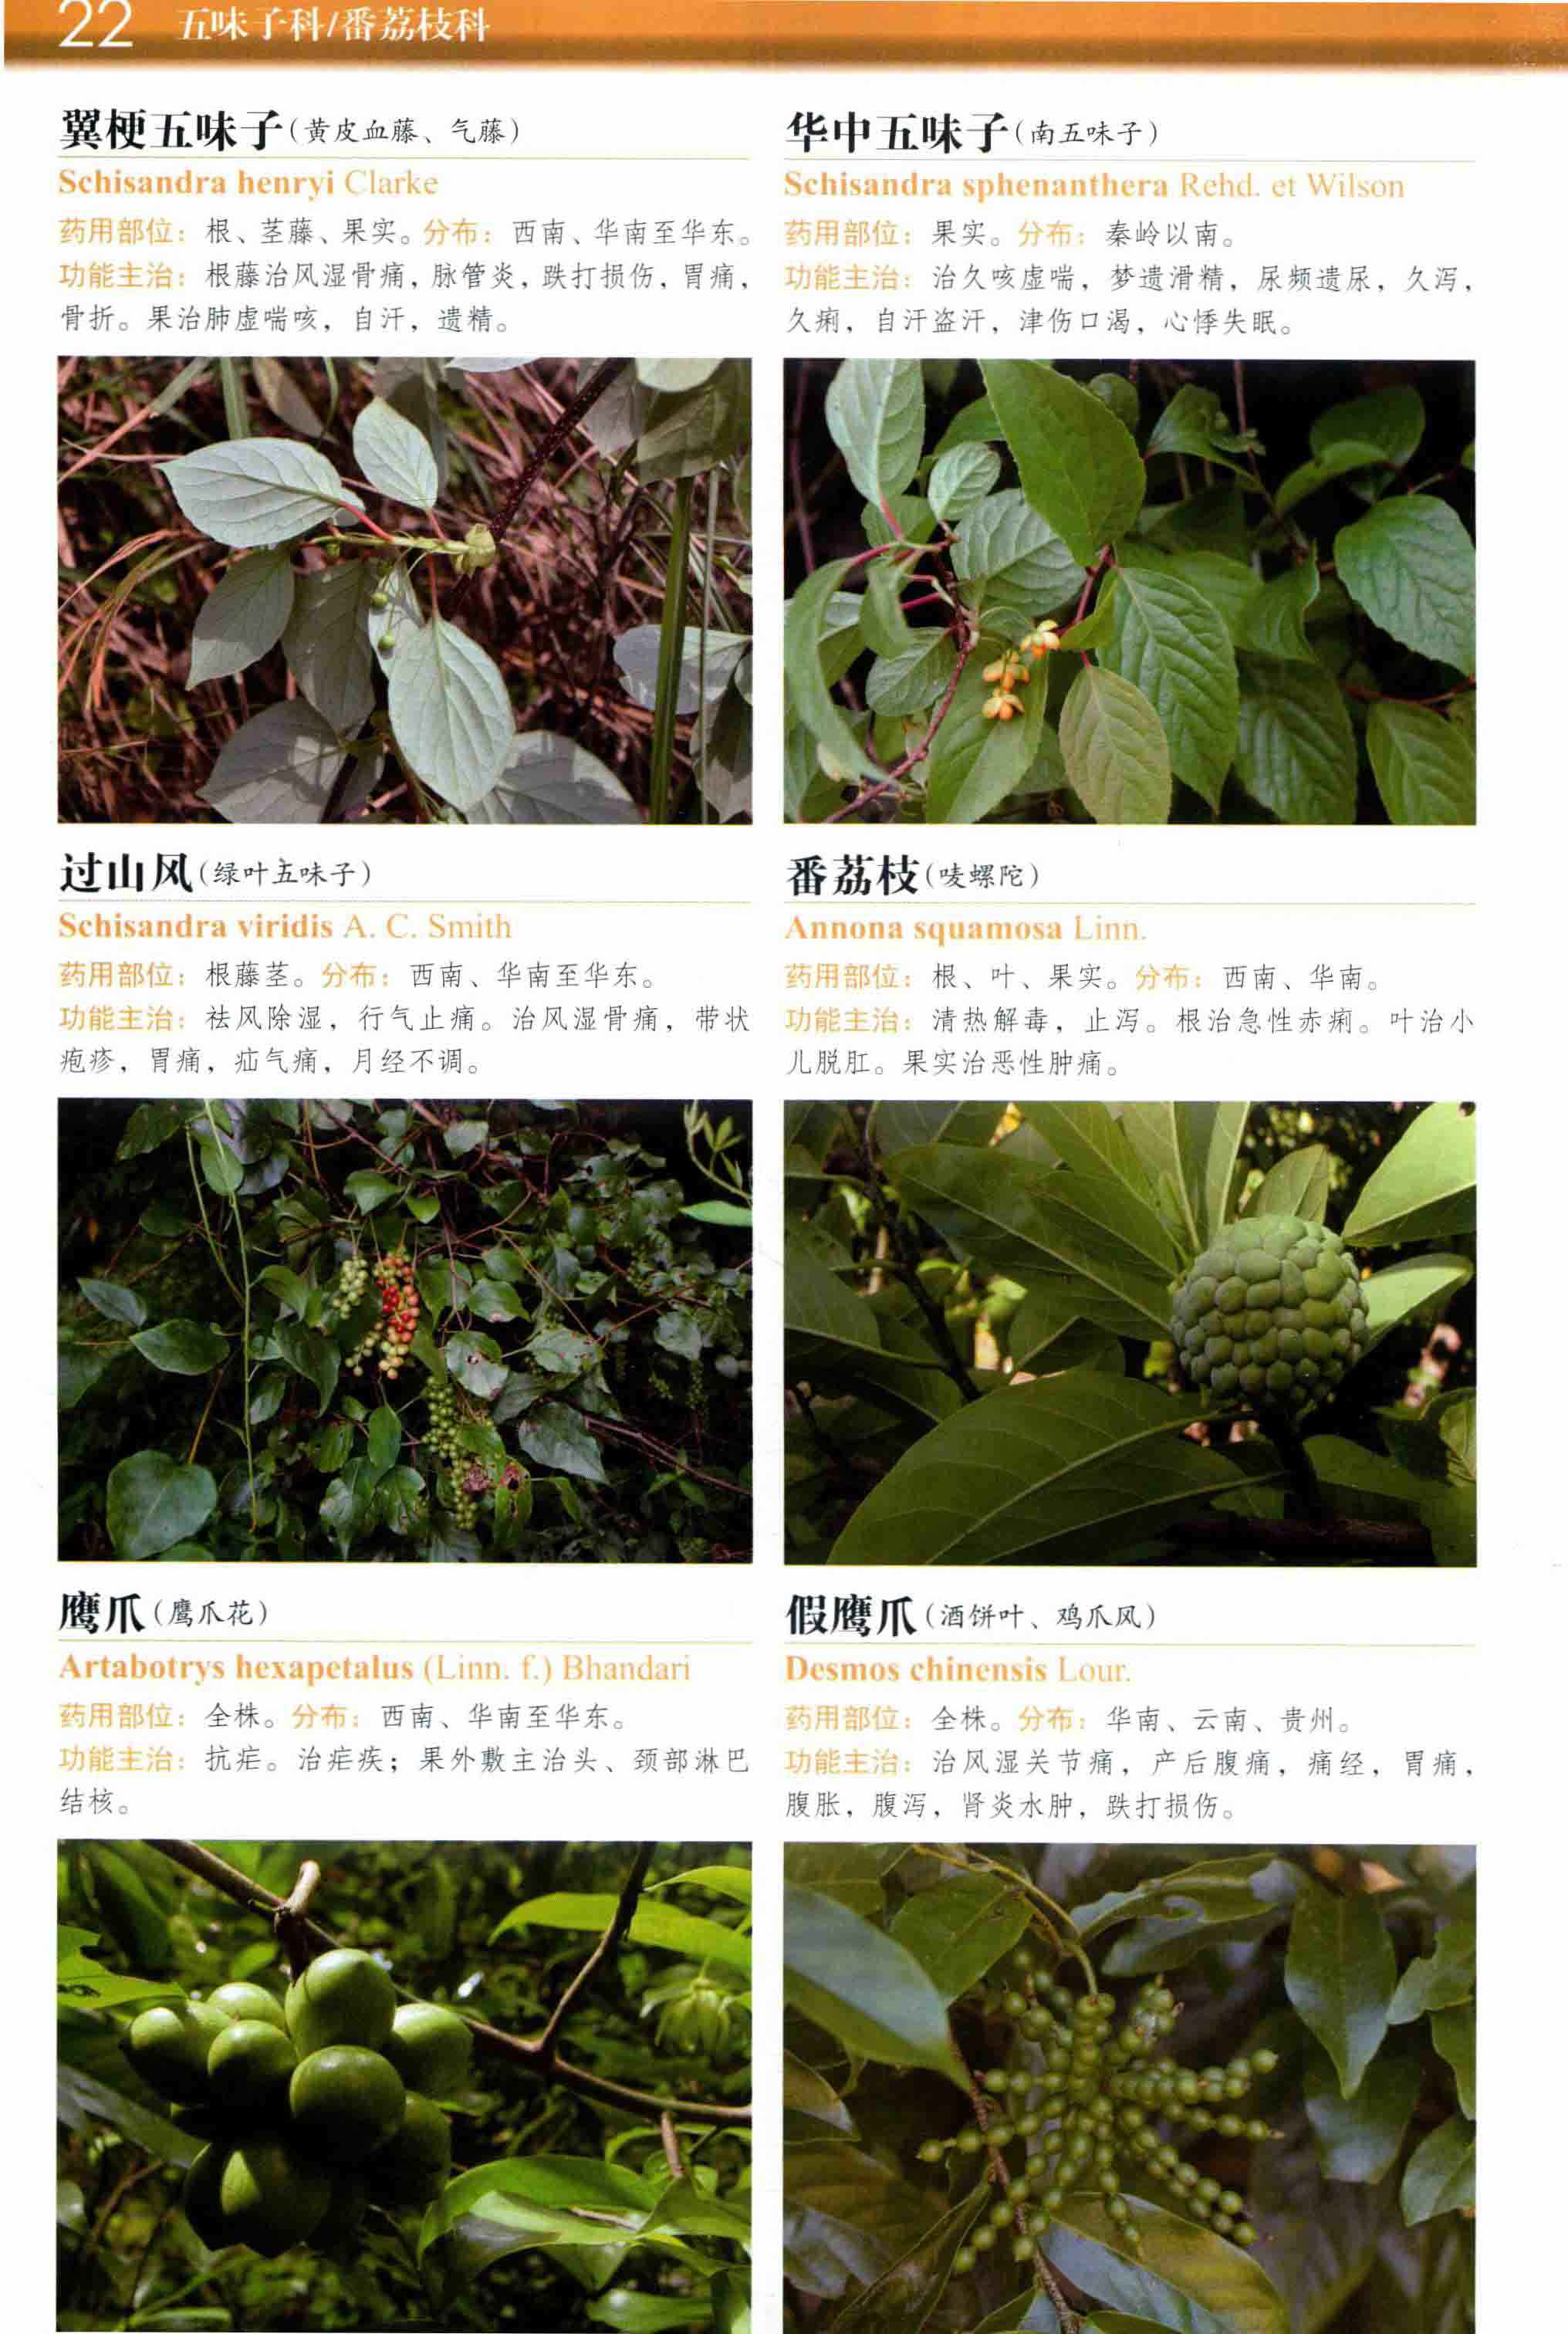 22 五味子科/番荔枝科
翼梗五味子(黄皮血藤、气藤)
Schisandra henryi Clarke
药用部位：根、茎藤、果实。分布：西南、华南至华东。
功能主治：根藤治风湿骨痛，脉管炎，跌打损伤，胃痛，
骨折。果治肺虚喘咳，自汗，遗精。
华中五味子(南五味子)
Schisandra sphenanthera Rehd. et Wilson
药用部位：果实。分布：秦岭以南。
功能主治：治久咳虚喘，梦遗滑精，尿频遗尿，久泻，
久痢，自汗盗汗，津伤口渴，心悸失眠。
过山风(绿叶五味子)
Schisandra viridis A. C. Smith
药用部位：根藤茎。分布：西南、华南至华东。
功能主治：祛风除湿，行气止痛。治风湿骨痛，带状
疱疹，胃痛，疝气痛，月经不调。
番荔枝(唛螺陀)
Annona squamosa Linn.
药用部位：根、叶、果实。分布：西南、华南。
功能主治：清热解毒，止泻。根治急性赤痢。叶治小
儿脱肛。果实治恶性肿痛。
鹰爪(鹰爪花)
Artabotrys hexapetalus (Linn. f.) Bhandari
药用部位：全株。分布：西南、华南至华东。
功能主治：抗疟。治疟疾；果外敷主治头、颈部淋巴
结核。
假鹰爪(酒饼叶、鸡爪风)
Desmos chinensis Lour.
药用部位：全株。分布：华南、云南、贵州。
功能主治：治风湿关节痛，产后腹痛，痛经，胃痛，
腹胀，腹泻，肾炎水肿，跌打损伤。